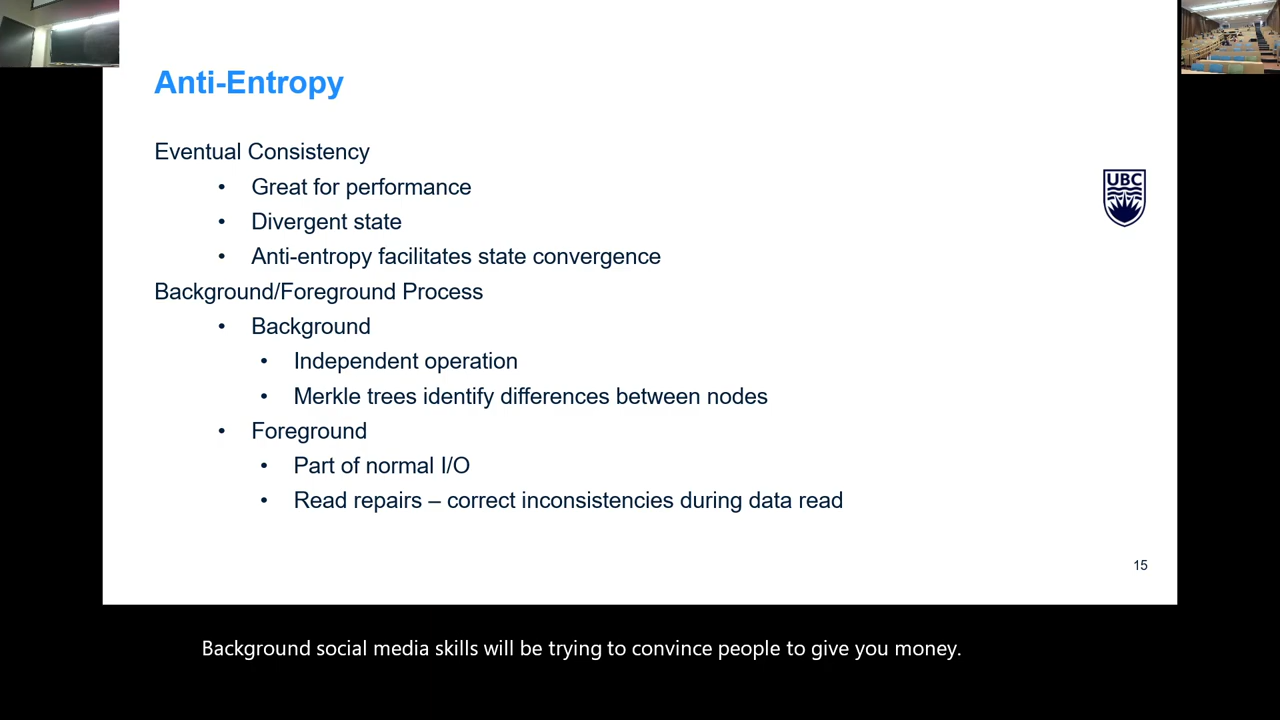 Anti-Entropy
Eventual Consistency
• Great for performance
• Divergent state
• Anti-entropy facilitates state convergence
Background/Foreground Process
• Background
• Independent operation
• Merkle trees identify differences between nodes
• Foreground
• Part of normal I/O
• Read repairs – correct inconsistencies during data read
UBC
15
Background social media skills will be trying to convince people to give you money.